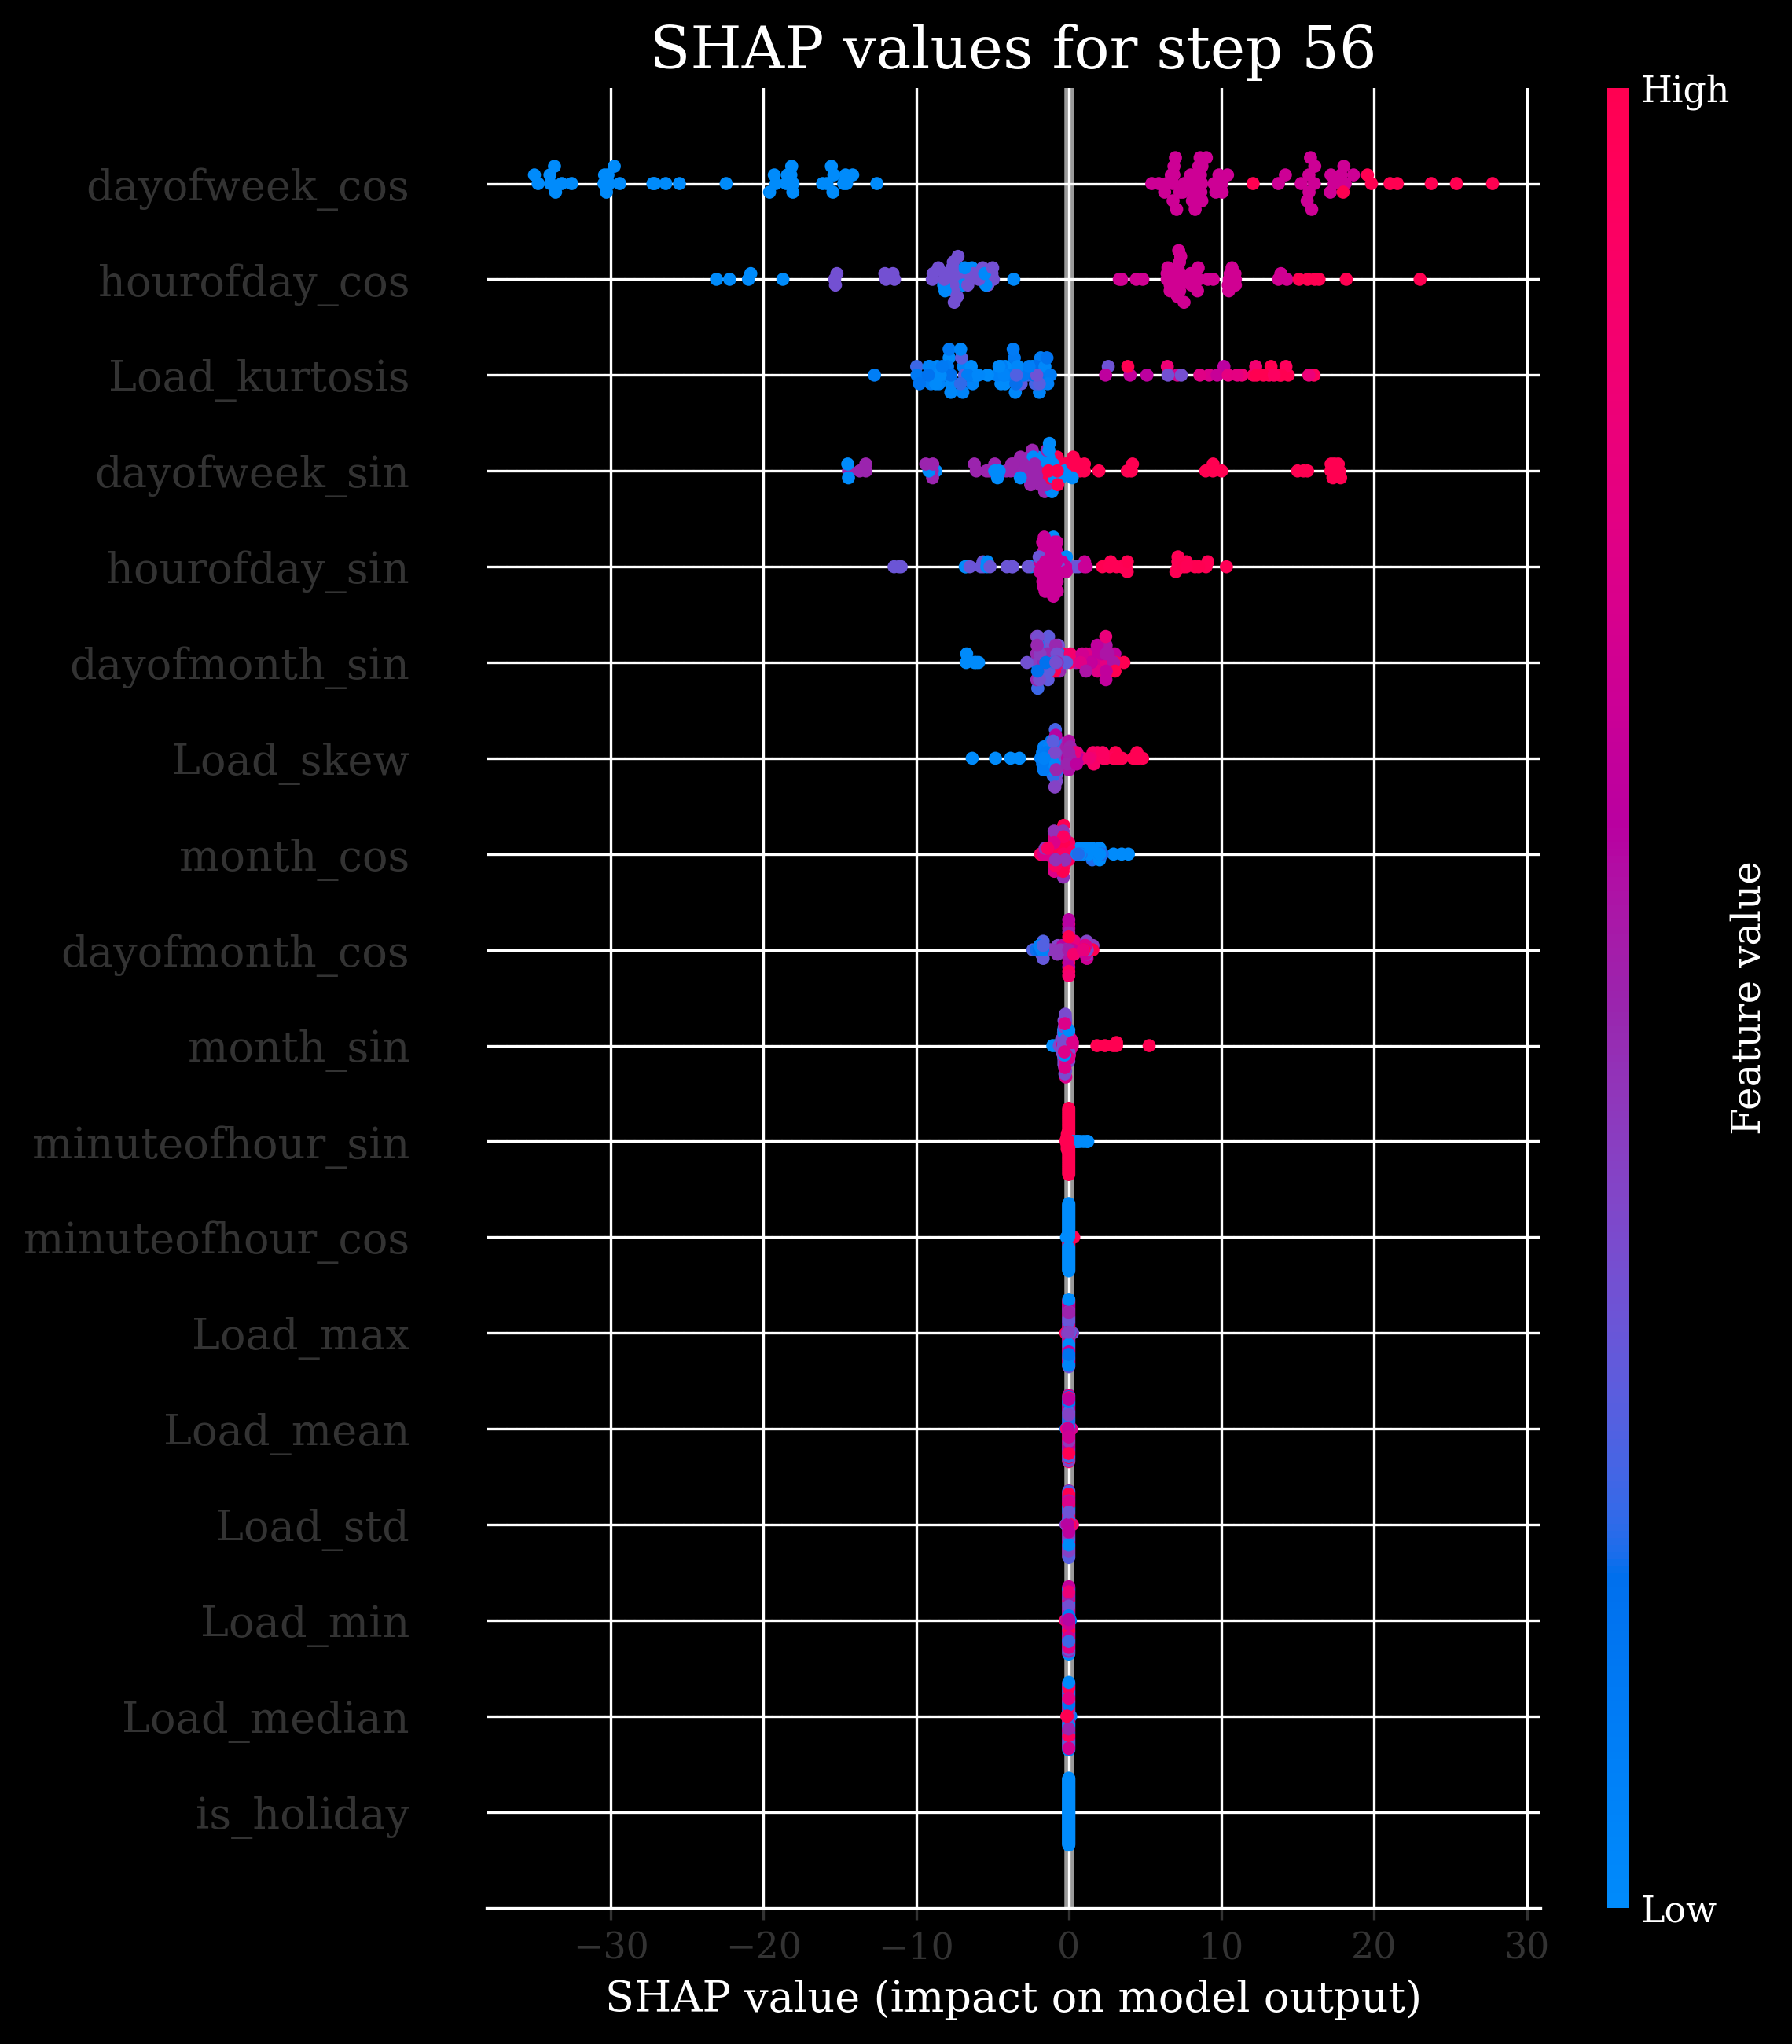 SHAP values for step 56
High
dayofweek_cos
hourofday_cos
Load_kurtosis
dayofweek_sin
hourofday_sin
dayofmonth_sin
Load_skew
month_cos
dayofmonth_cos
month_sin
minuteofhour_sin
minuteofhour_cos
Load_max
Load_mean
Load_std
Load_min
Load_median
is_holiday
Feature value
Low
−30 −20 −10 0 10 20 30
SHAP value (impact on model output)